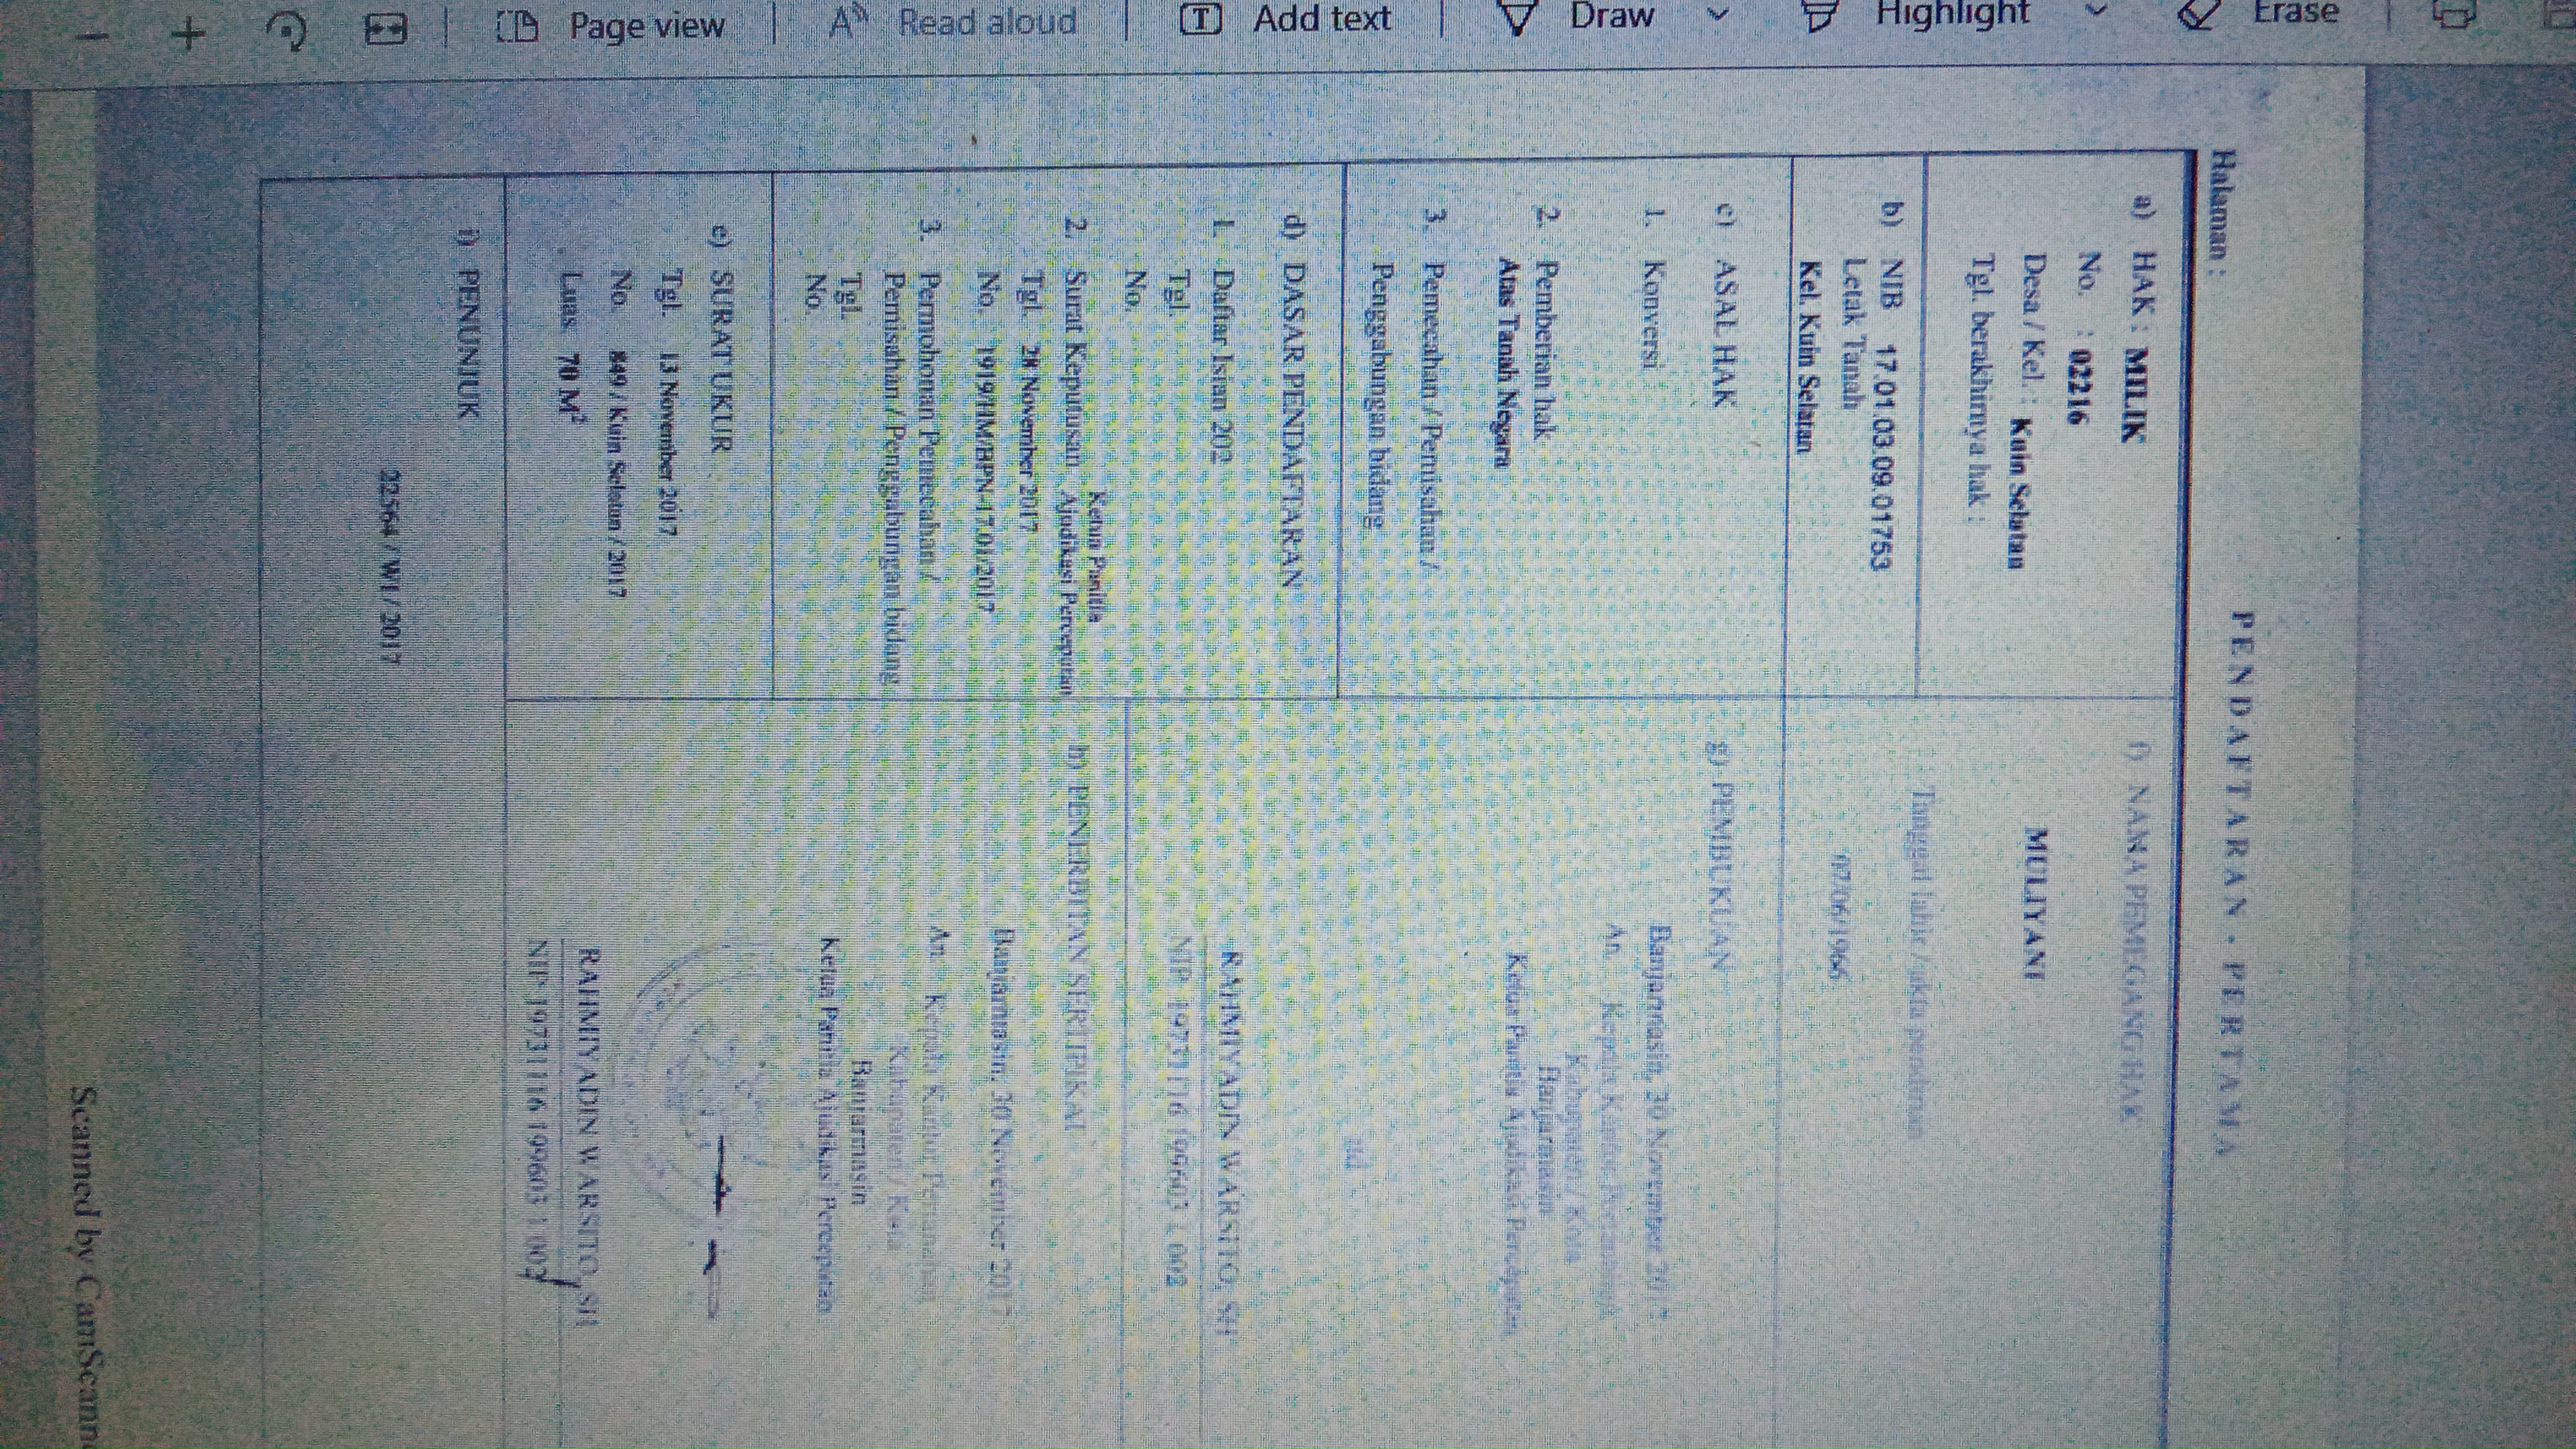 Page view
Read aloud
Add text
Draw
Highlight
Erase
Halaman :
PENDAFTARAN - PERTAMA
a) HAK : MILIK
No. : 02216
Desa / Kel. : Kuin Selatan
Tgl. berakhirnya hak :
b) NIB 17.01.03.09.01753
Letak Tanah
Kel. Kuin Selatan
c) ASAL HAK
1. Konversi
2. Pemberian hak
Atas Tanah Negara
3. Pemecahan / Pemisahan /
Penggabungan bidang
d) DASAR PENDAFTARAN
1. Daftar Isian 202
Tgl.
No.
Ketua Panitia
2. Surat Keputusan Ajudikasi Percepatan
Tgl. 28 November 2017
No. 1919/HM/BPN-17.01/2017
3. Permohonan Pemecahan /
Pemisahan / Penggabungan bidang
Tgl.
No.
e) SURAT UKUR
Tgl. 13 November 2017
No. 849 / Kuin Selatan / 2017
Luas 70 M²
f) NAMA PEMEGANG HAK
MULIYANI
Tanggal lahir / akta pendirian
07/06/1966
g) PEMBUKUAN
Banjarmasin, 30 November 2017
An. Kepala Kantor Pertanahan
Kabupaten / Kota
Banjarmasin
Ketua Panitia Ajudikasi Percepatan
ttd
RAHMIYADIN WARSITO, SH
NIP. 19731116 199603 1 002
h) PENERBITAN SERTIPIKAT
Banjarmasin, 30 November 2017
An. Kepala Kantor Pertanahan
Kabupaten / Kota
Banjarmasin
Ketua Panitia Ajudikasi Percepatan
RAHMIYADIN WARSITO, SH
NIP 19731116 199603 1 002
i) PENUNJUK
22564 / WI / 2017
Scanned by CamScann